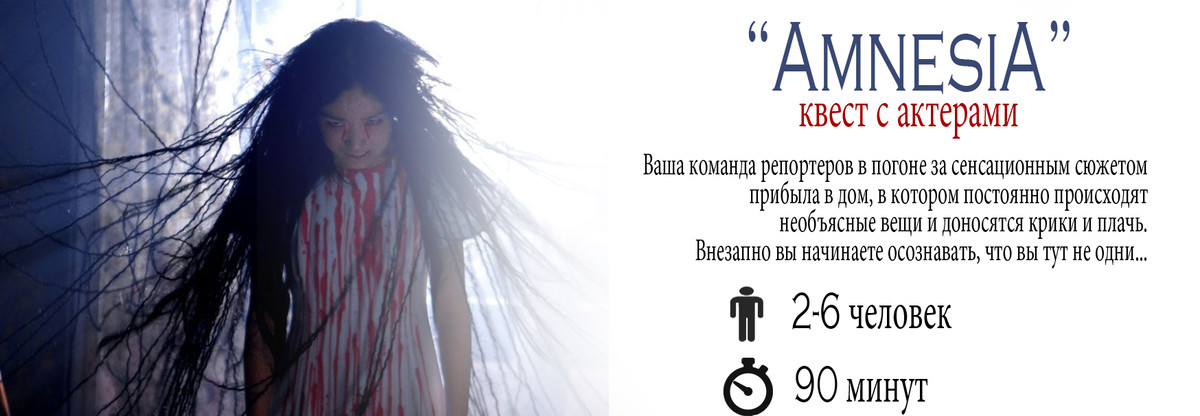 “AMNESIA”
квест с актерами
Ваша команда репортеров в погоне за сенсационным сюжетом
прибыла в дом, в котором постоянно происходят
необъясные вещи и доносятся крики и плачь.
Внезапно вы начинаете осознавать, что вы тут не одни...
2-6 человек
90 минут